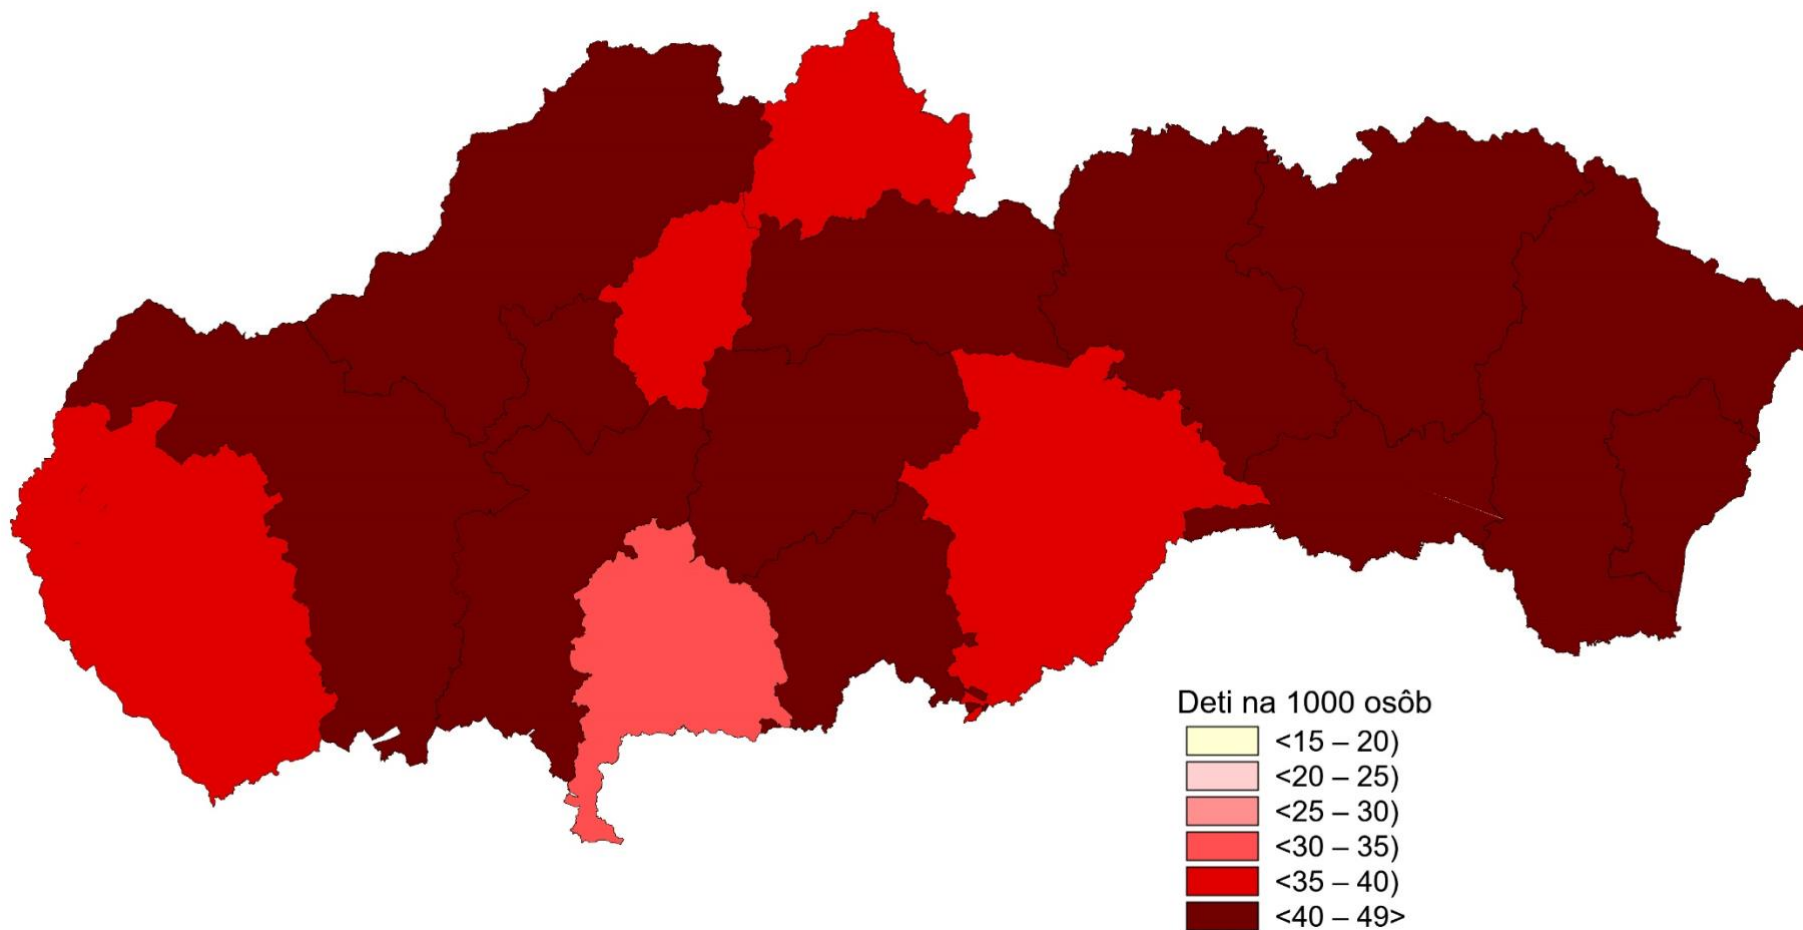 Deti na 1000 osôb
<15 – 20)
<20 – 25)
<25 – 30)
<30 – 35)
<35 – 40)
<40 – 49>